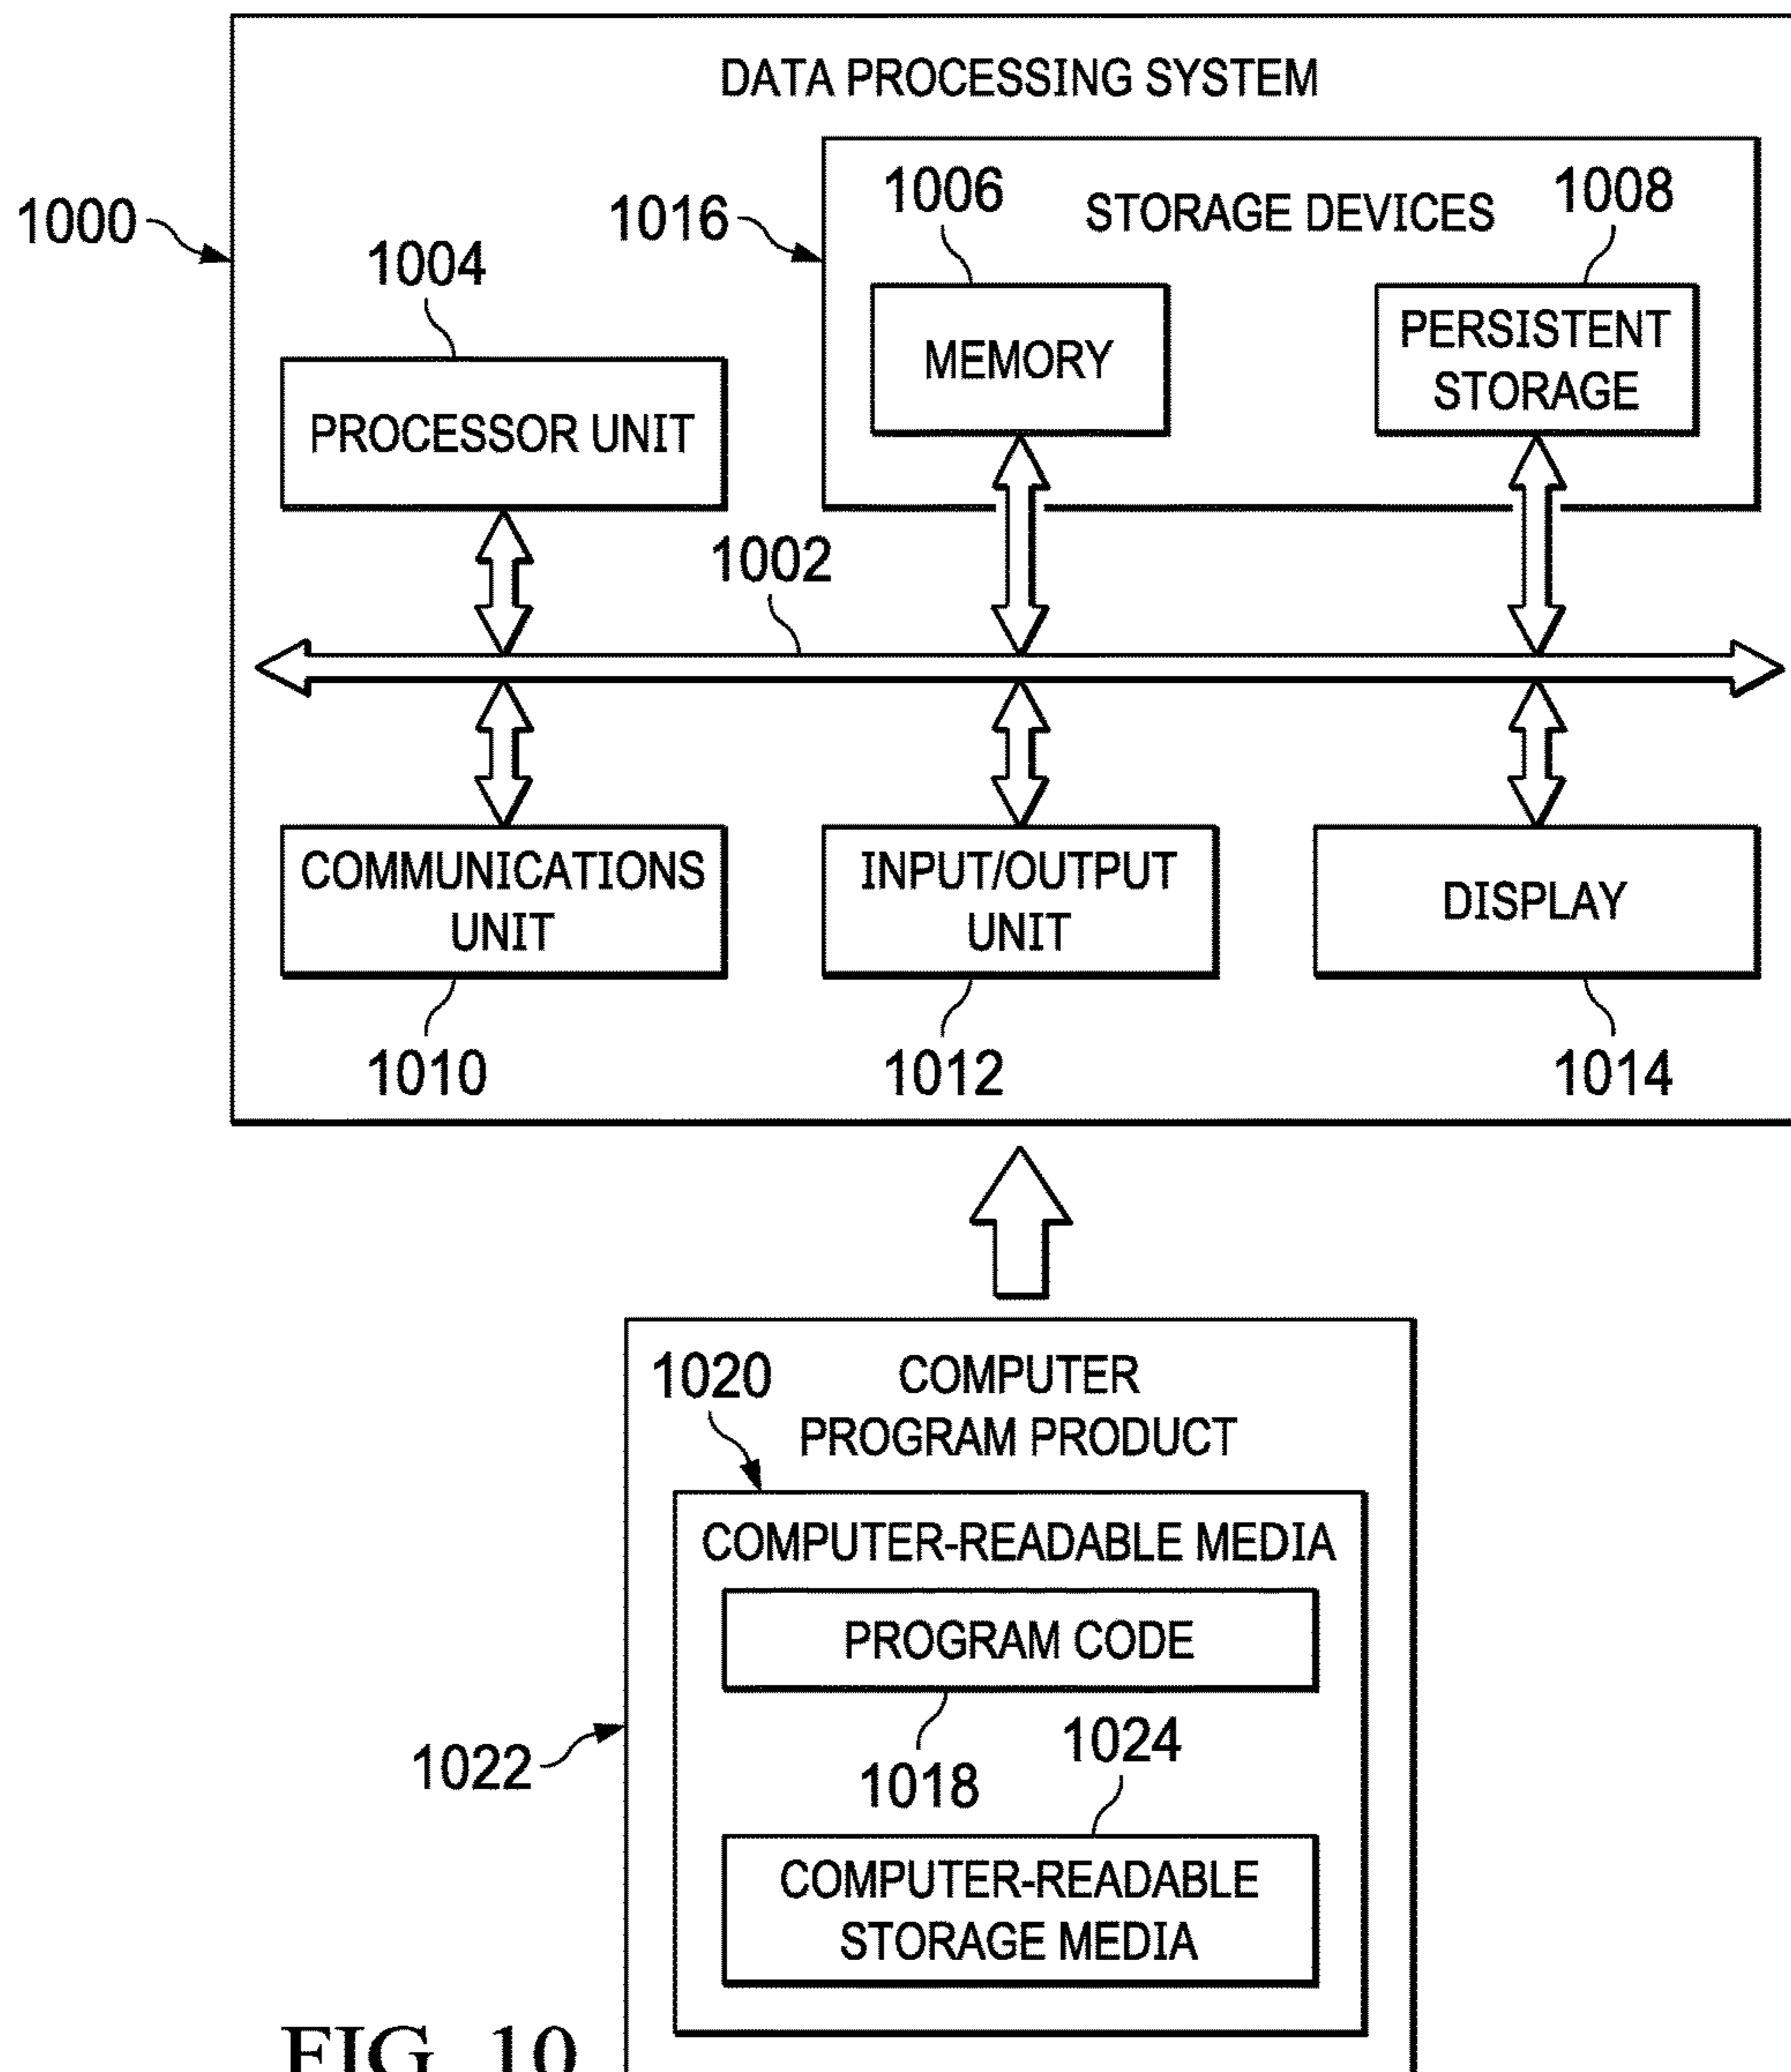 DATA PROCESSING SYSTEM
1000
1016
1006
STORAGE DEVICES
1008
1004
MEMORY
PERSISTENT
STORAGE
PROCESSOR UNIT
1002
COMMUNICATIONS
UNIT
INPUT/OUTPUT
UNIT
DISPLAY
1010
1012
1014
1020
COMPUTER
PROGRAM PRODUCT
COMPUTER-READABLE MEDIA
PROGRAM CODE
1022
1018
1024
COMPUTER-READABLE
STORAGE MEDIA
FIG. 10